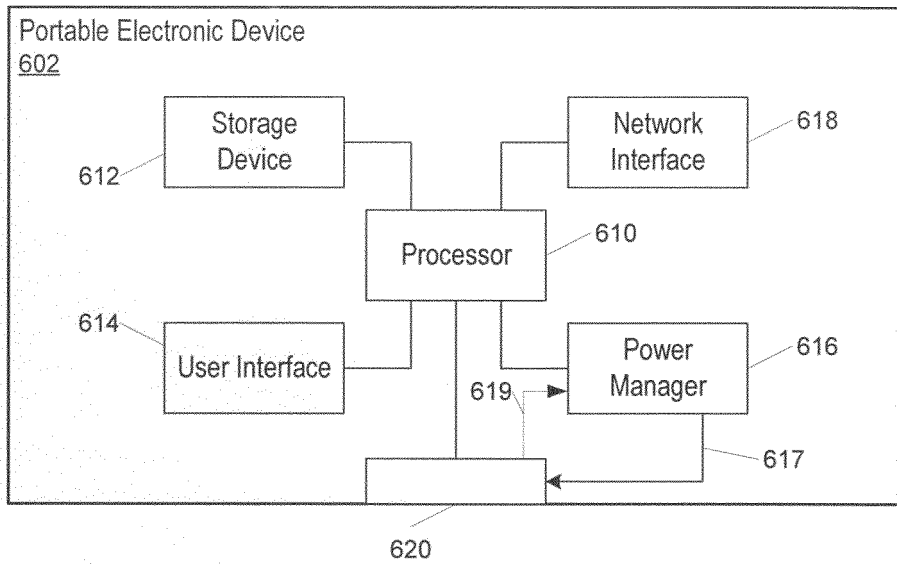 Portable Electronic Device
602
Storage
Device
612
Network
Interface
618
Processor
610
614
User Interface
Power
Manager
616
619
617
620